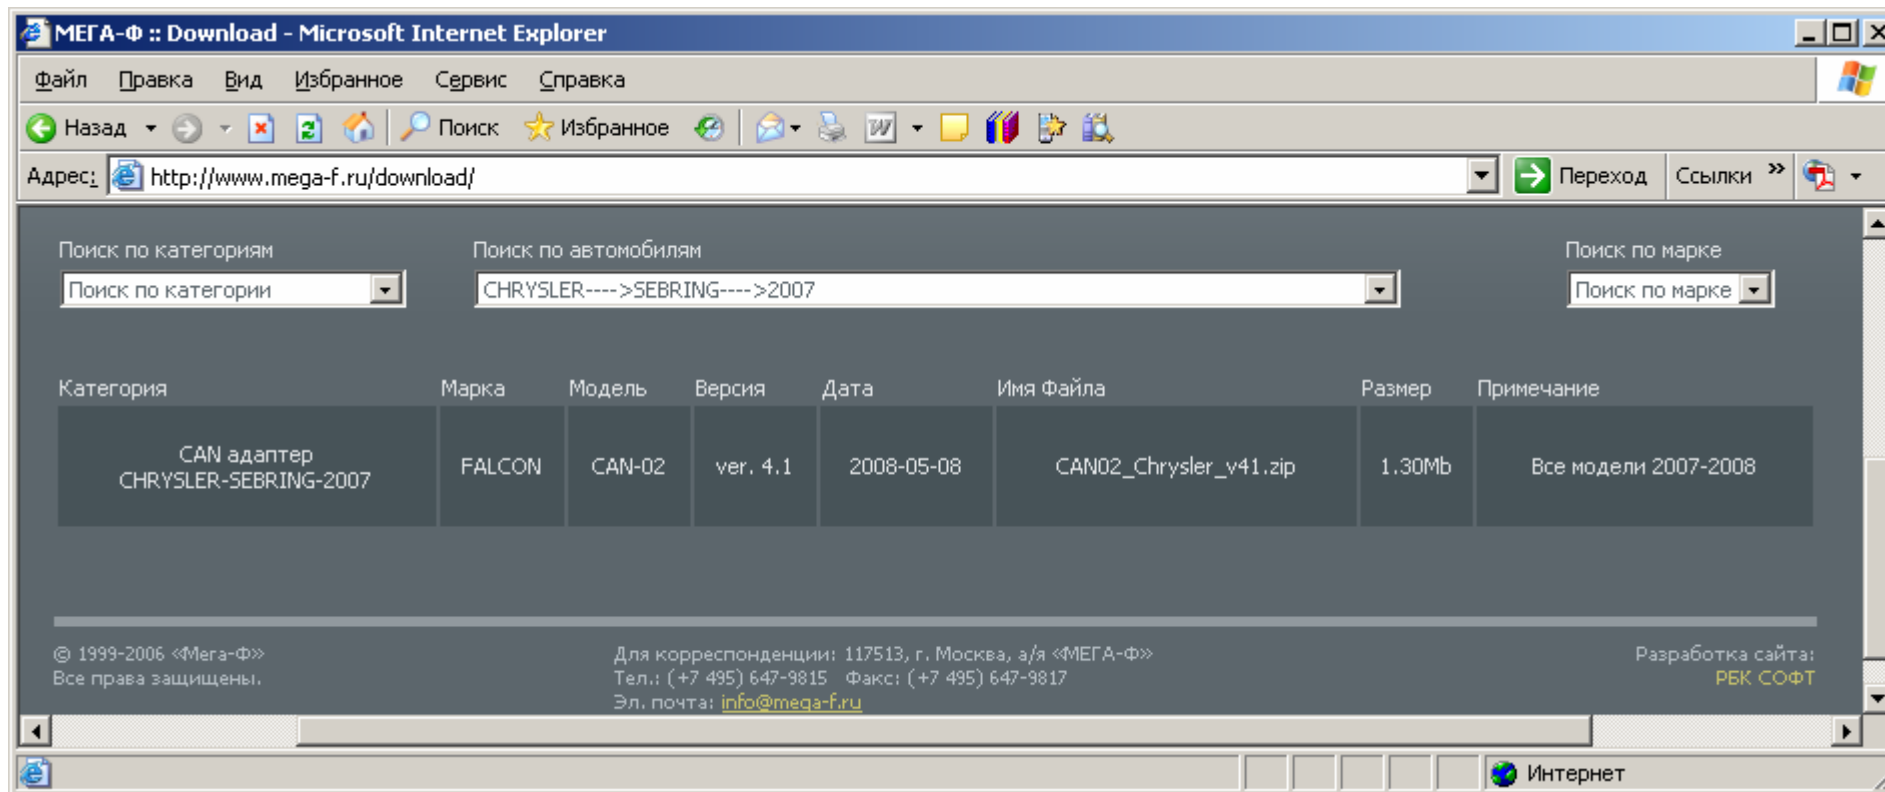 МЕГА-Ф :: Download - Microsoft Internet Explorer
Файл Правка Вид Избранное Сервис Справка
Назад Поиск Избранное
Адрес: http://www.mega-f.ru/download/ Переход Ссылки »
Поиск по категориям Поиск по автомобилям Поиск по марке
Поиск по категории CHRYSLER---->SEBRING---->2007 Поиск по марке
Категория Марка Модель Версия Дата Имя Файла Размер Примечание
CAN адаптер
CHRYSLER-SEBRING-2007 FALCON CAN-02 ver. 4.1 2008-05-08 CAN02_Chrysler_v41.zip 1.30Mb Все модели 2007-2008
© 1999-2006 «Мега-Ф» Для корреспонденции: 117513, г. Москва, а/я «МЕГА-Ф» Разработка сайта:
Все права защищены. Тел.: (+7 495) 647-9815 Факс: (+7 495) 647-9817 РБК СОФТ
Эл. почта: info@mega-f.ru
Интернет